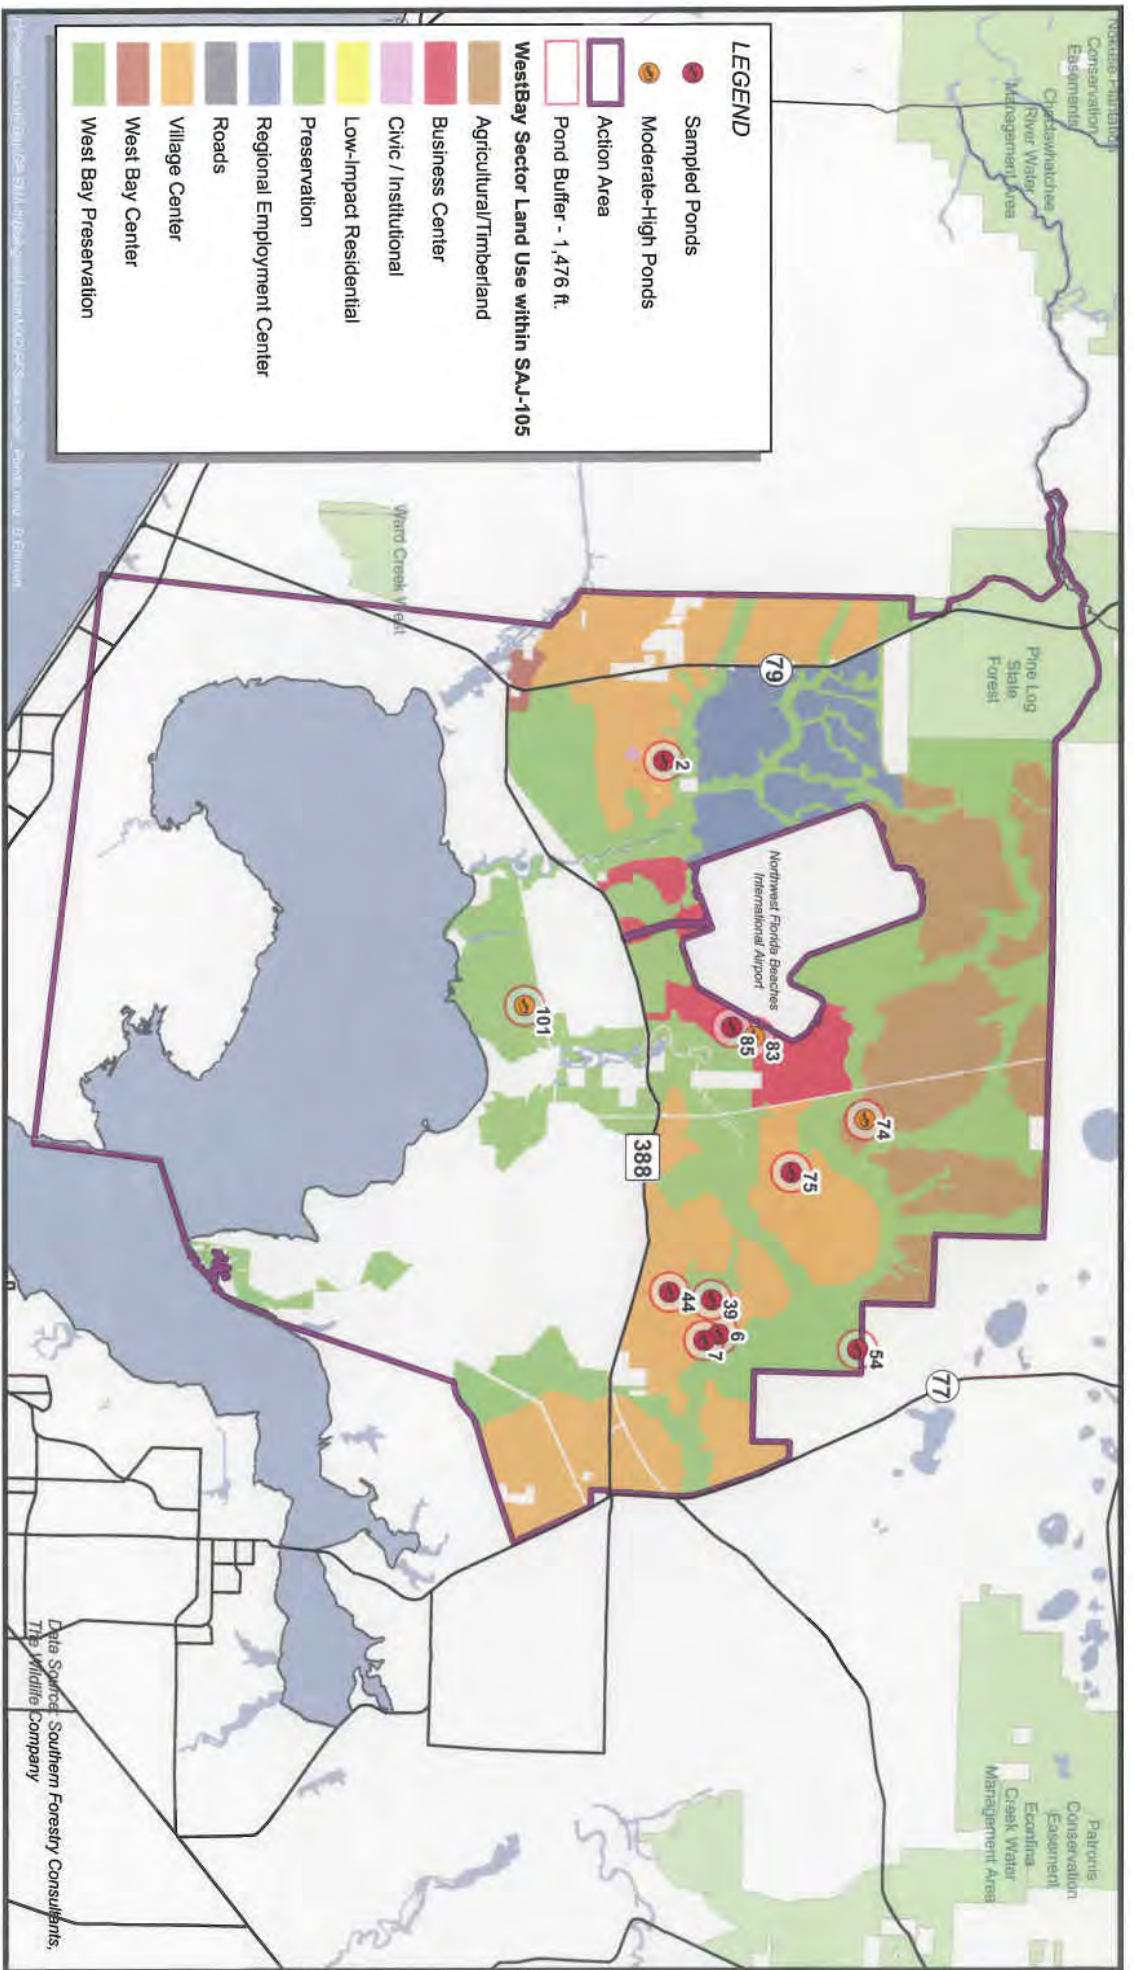 LEGEND
Sampled Ponds
Moderate-High Ponds
Action Area
Pond Buffer - 1,476 ft.
WestBay Sector Land Use within SAJ-105
Agricultural/Timberland
Business Center
Civic / Institutional
Low-Impact Residential
Preservation
Regional Employment Center
Roads
Village Center
West Bay Center
West Bay Preservation
Nokuse Plantation
Conservation
Easements
Choctawhatchee
River Water
Management Area
Pine Log
State
Forest
Ward Creek West
79
Northwest Florida Beaches
International Airport
2
101
83
85
74
75
388
44
39
6
7
54
77
Patronis
Conservation
Easement
Econfina
Creek Water
Management Area
Data Source: Southern Forestry Consultants,
The Wildlife Company